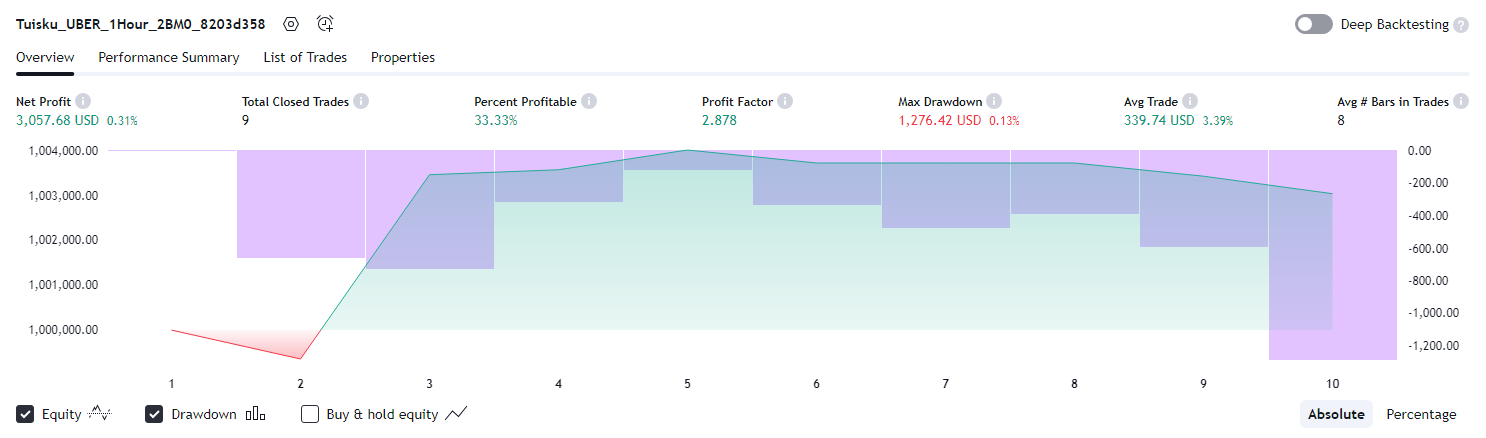 Tuisku_UBER_1Hour_2BM0_8203d358 Deep Backtesting ?
Overview Performance Summary List of Trades Properties
Net Profit i Total Closed Trades i Percent Profitable i Profit Factor i Max Drawdown i Avg Trade i Avg # Bars in Trades i
3,057.68 USD 0.31% 9 33.33% 2.878 1,276.42 USD 0.13% 339.74 USD 3.39% 8
1,004,000.00 0.00
-200.00
1,003,000.00
-400.00
1,002,000.00
-600.00
1,001,000.00 -800.00
-1,000.00
1,000,000.00
-1,200.00
1 2 3 4 5 6 7 8 9 10
Equity Drawdown Buy & hold equity Absolute Percentage